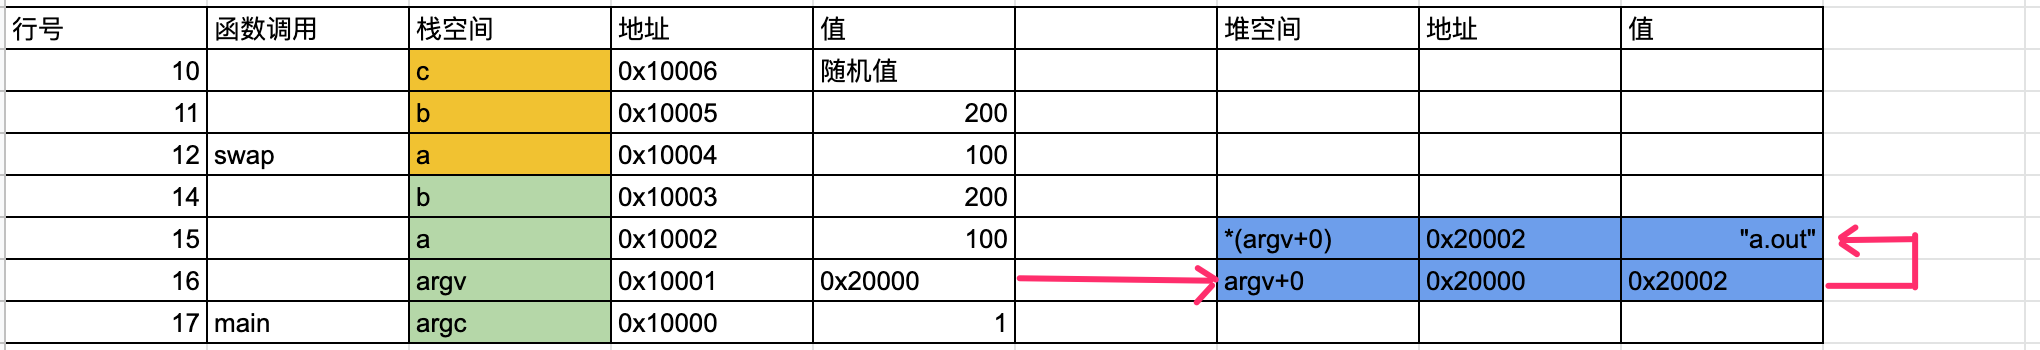 行号 函数调用 栈空间 地址 值 堆空间 地址 值
10 c 0x10006 随机值
11 b 0x10005 200
12 swap a 0x10004 100
14 b 0x10003 200
15 a 0x10002 100 *(argv+0) 0x20002 "a.out"
16 argv 0x10001 0x20000 argv+0 0x20000 0x20002
17 main argc 0x10000 1